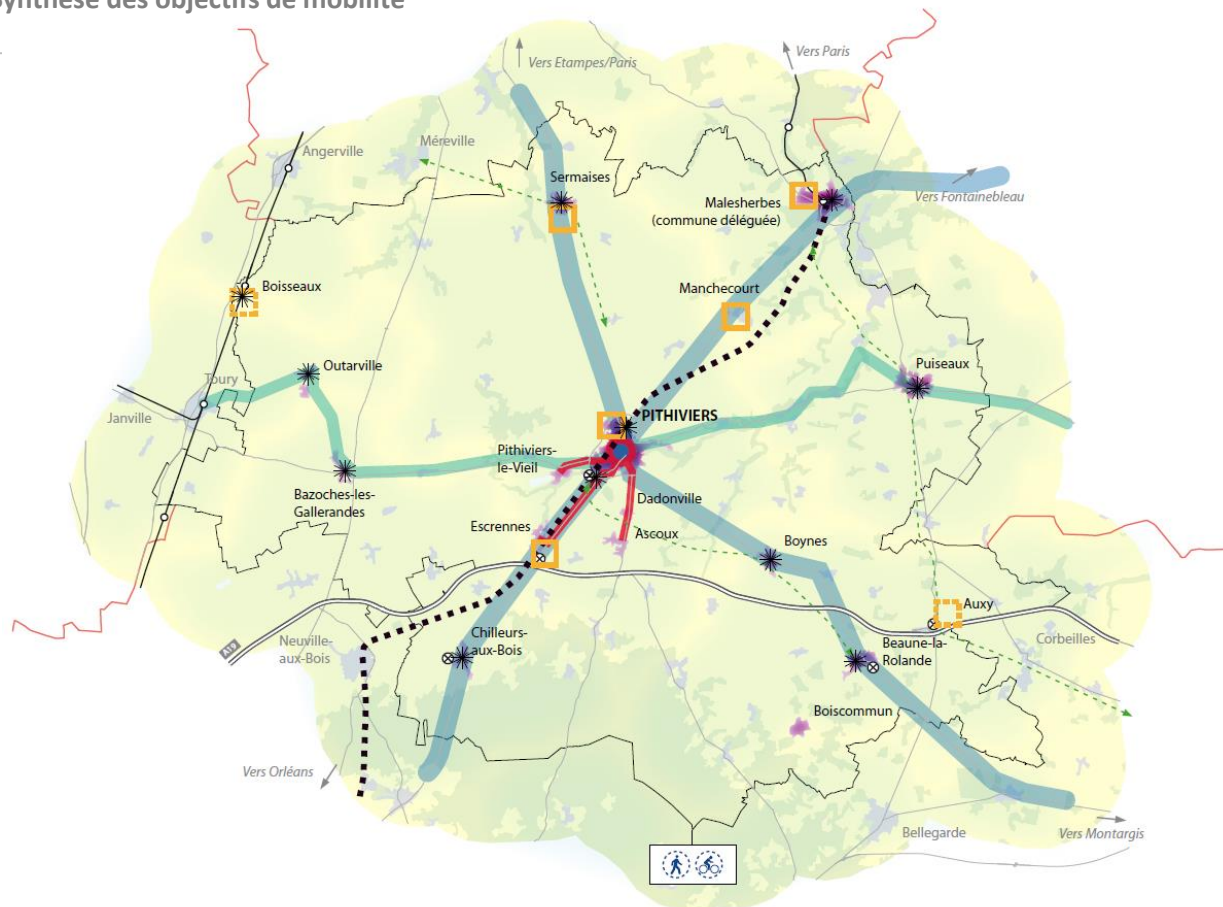 Synthèse des objectifs de mobilité
Vers Etampes/Paris
Vers Paris
Angerville
Méreville
Sermaises
Malesherbes
(commune déléguée)
Vers Fontainebleau
Boisseaux
Manchecourt
Outarville
Puiseaux
Toury
Janville
PITHIVIERS
Pithiviers-
le-Vieil
Bazoches-les-
Gallerandes
Dadonville
Escrennes
Ascoux
Boynes
Auxy
Neuville-
aux-Bois
Chilleurs-
aux-Bois
Corbeilles
Beaune-la-
Rolande
A19
Boiscommun
Vers Orléans
Bellegarde
Vers Montargis